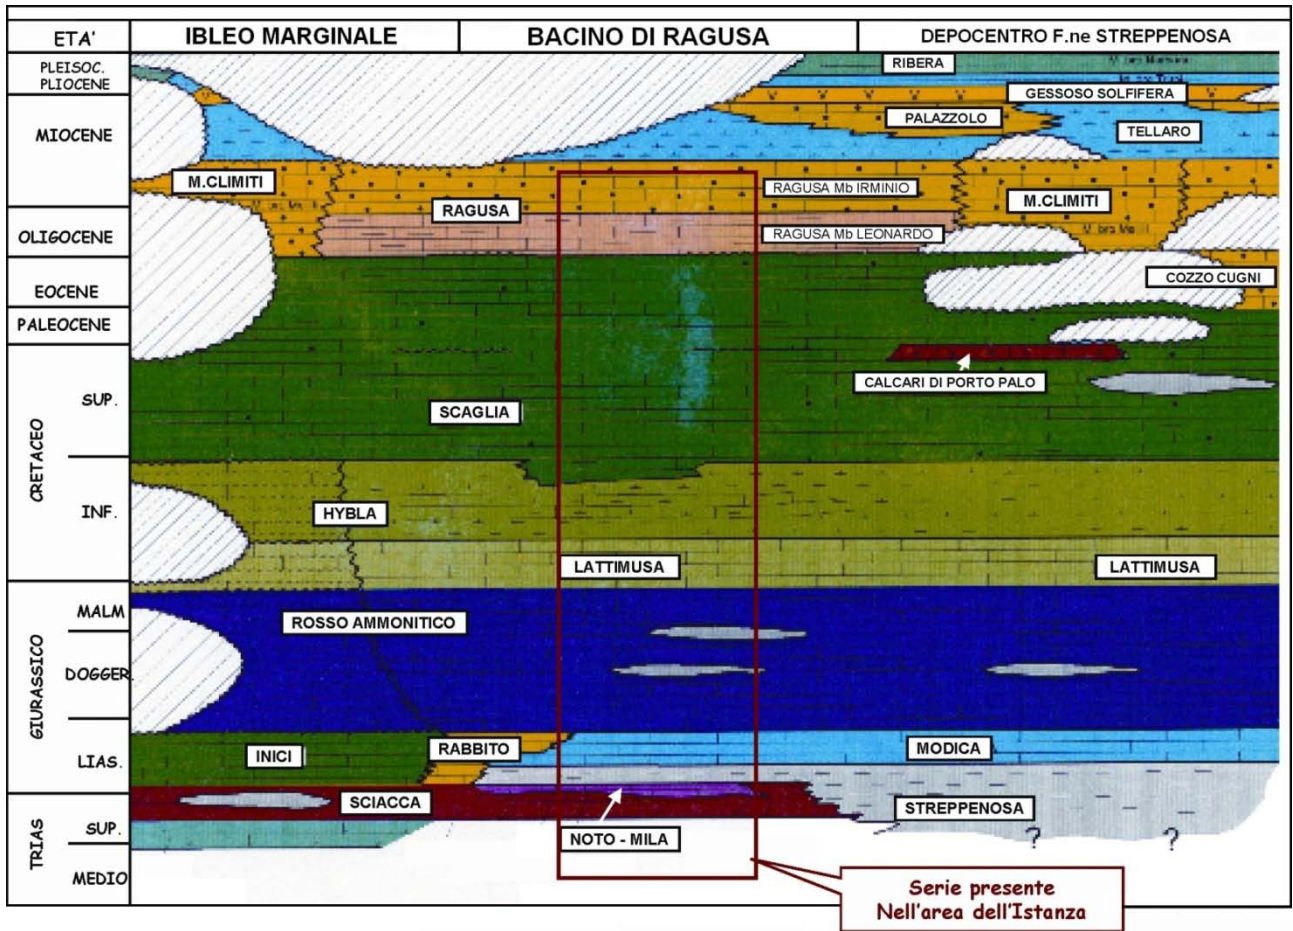 ETA'
IBLEO MARGINALE
BACINO DI RAGUSA
DEPOCENTRO F.ne STREPPENOSA
PLEISOC.
PLIOCENE
RIBERA
GESSOSO SOLFIFERA
MIOCENE
PALAZZOLO
TELLARO
M.CLIMITI
RAGUSA Mb IRMINIO
M.CLIMITI
RAGUSA
OLIGOCENE
RAGUSA Mb LEONARDO
EOCENE
COZZO CUGNI
PALEOCENE
CALCARI DI PORTO PALO
CRETACEO
SUP.
SCAGLIA
INF.
HYBLA
LATTIMUSA
LATTIMUSA
GIURASSICO
MALM
ROSSO AMMONITICO
DOGGER
LIAS.
INICI
RABBITO
MODICA
SCIACCA
STREPPENOSA
TRIAS
SUP.
NOTO - MILA
? ?
MEDIO
Serie presente
Nell'area dell'Istanza